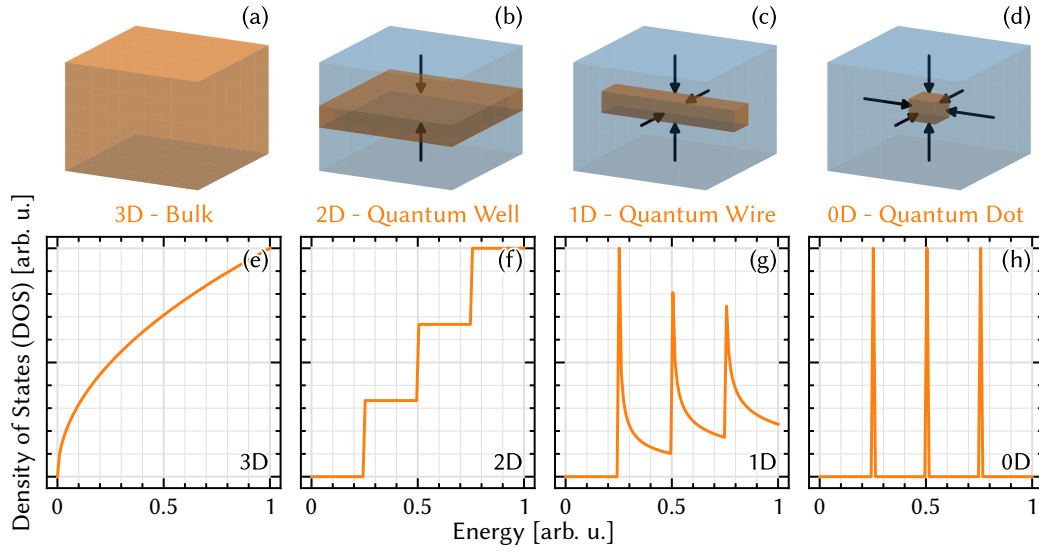 (a)
(b)
(c)
(d)
3D - Bulk
2D - Quantum Well
1D - Quantum Wire
0D - Quantum Dot
Density of States (DOS) [arb. u.]
(e)
(f)
(g)
(h)
3D
2D
1D
0D
0 0.5 1
0 0.5 1
0 0.5 1
0 0.5 1
Energy [arb. u.]